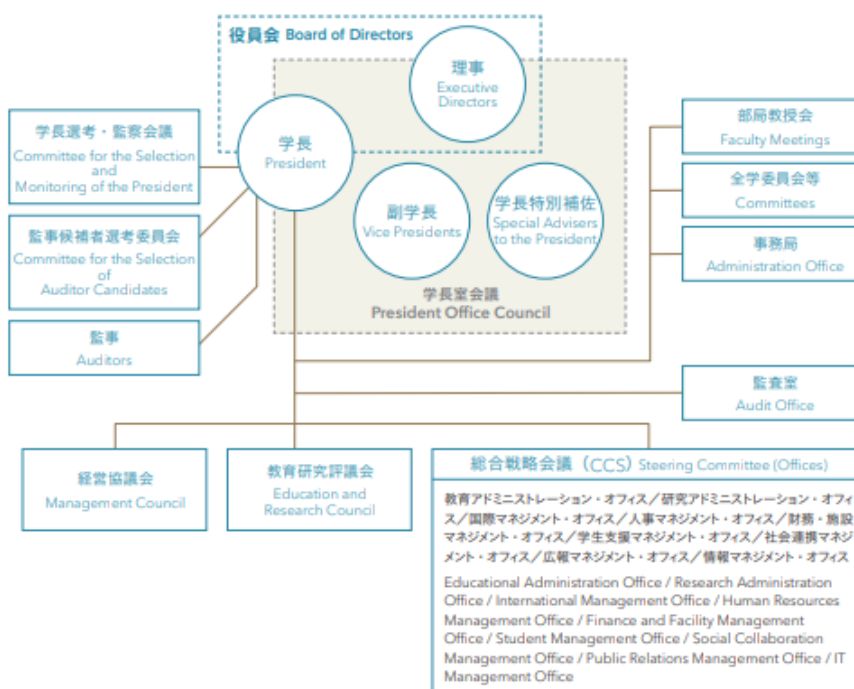 役員会 Board of Directors
理事
Executive
Directors
学長
President
副学長
Vice Presidents
学長特別補佐
Special Advisers
to the President
学長室会議
President Office Council
学長選考・監察会議
Committee for the Selection
and
Monitoring of the President
監事候補者選考委員会
Committee for the Selection
of
Auditor Candidates
監事
Auditors
部局教授会
Faculty Meetings
全学委員会等
Committees
事務局
Administration Office
監査室
Audit Office
経営協議会
Management Council
教育研究評議会
Education and
Research Council
総合戦略会議（CCS）Steering Committee (Offices)
教育アドミニストレーション・オフィス／研究アドミニストレーション・オフィ
ス／国際マネジメント・オフィス／人事マネジメント・オフィス／財務・施設
マネジメント・オフィス／学生支援マネジメント・オフィス／社会連携マネジ
メント・オフィス／広報マネジメント・オフィス／情報マネジメント・オフィス
Educational Administration Office / Research Administration
Office / International Management Office / Human Resources
Management Office / Finance and Facility Management
Office / Student Management Office / Social Collaboration
Management Office / Public Relations Management Office / IT
Management Office